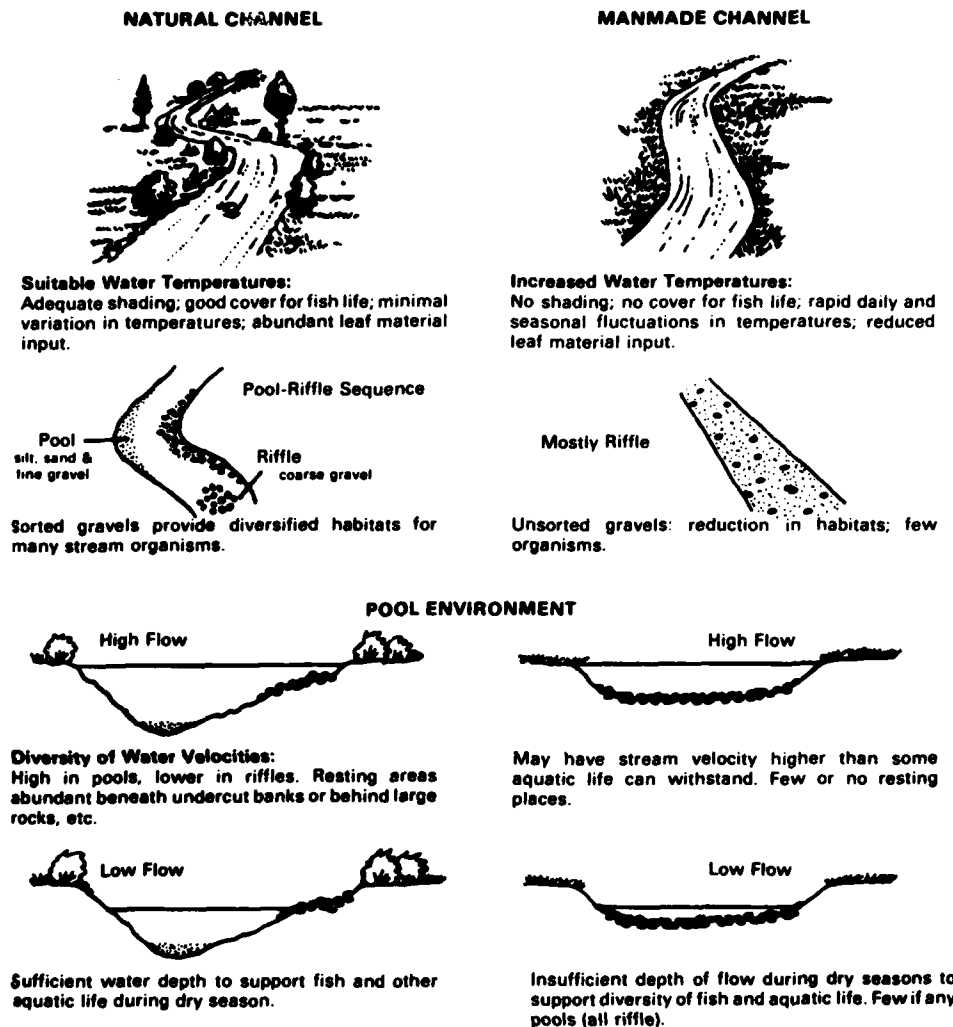 NATURAL CHANNEL
MANMADE CHANNEL
Suitable Water Temperatures:
Adequate shading; good cover for fish life; minimal
variation in temperatures; abundant leaf material
input.
Increased Water Temperatures:
No shading; no cover for fish life; rapid daily and
seasonal fluctuations in temperatures; reduced
leaf material input.
Pool-Riffle Sequence
Pool
silt, sand &
fine gravel
Riffle
coarse gravel
Sorted gravels provide diversified habitats for
many stream organisms.
Mostly Riffle
Unsorted gravels: reduction in habitats; few
organisms.
POOL ENVIRONMENT
High Flow
Diversity of Water Velocities:
High in pools, lower in riffles. Resting areas
abundant beneath undercut banks or behind large
rocks, etc.
High Flow
May have stream velocity higher than some
aquatic life can withstand. Few or no resting
places.
Low Flow
Sufficient water depth to support fish and other
aquatic life during dry season.
Low Flow
Insufficient depth of flow during dry seasons to
support diversity of fish and aquatic life. Few if any
pools (all riffle).